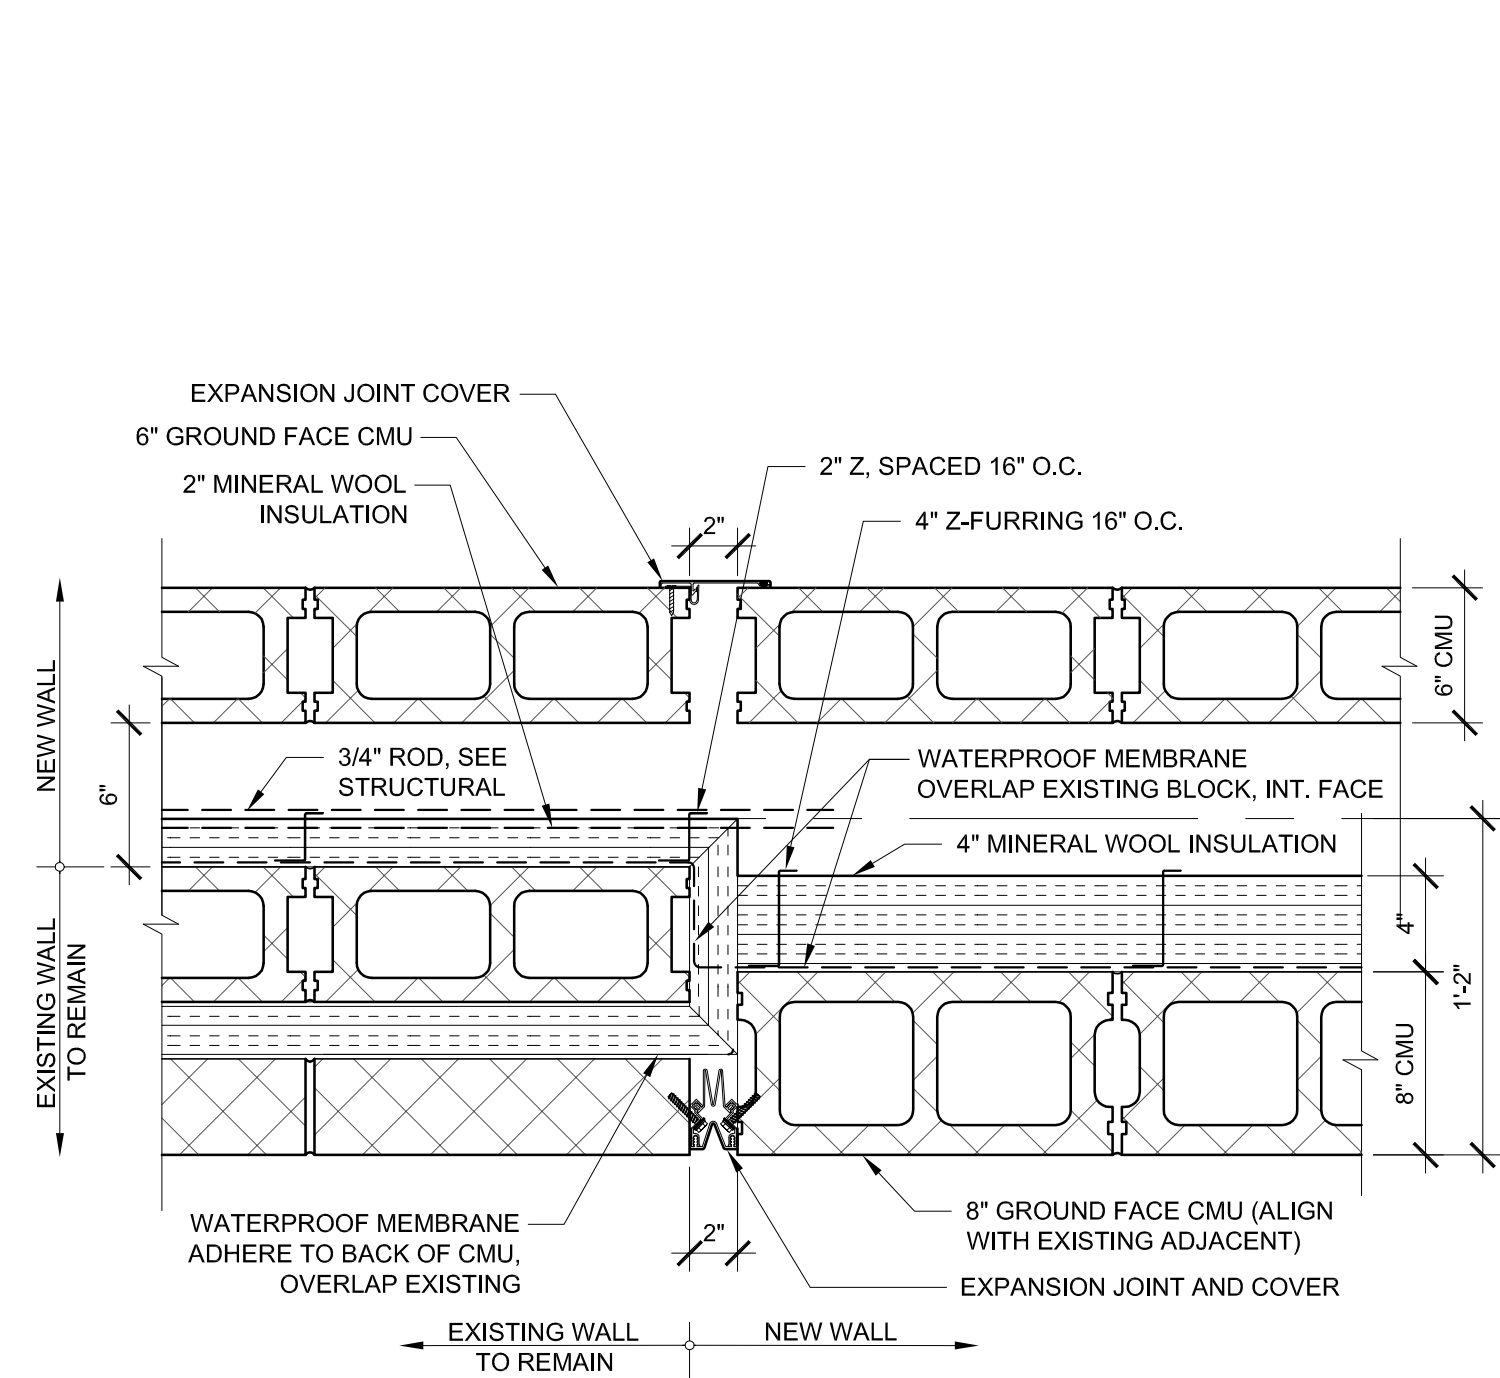 EXPANSION JOINT COVER
6" GROUND FACE CMU
2" MINERAL WOOL
INSULATION
2" Z, SPACED 16" O.C.
4" Z-FURRING 16" O.C.
2"
NEW WALL
6" CMU
6"
3/4" ROD, SEE
STRUCTURAL
WATERPROOF MEMBRANE
OVERLAP EXISTING BLOCK, INT. FACE
4" MINERAL WOOL INSULATION
EXISTING WALL
TO REMAIN
4"
1'-2"
8" CMU
WATERPROOF MEMBRANE
ADHERE TO BACK OF CMU,
OVERLAP EXISTING
2"
8" GROUND FACE CMU (ALIGN
WITH EXISTING ADJACENT)
EXPANSION JOINT AND COVER
EXISTING WALL
TO REMAIN
NEW WALL